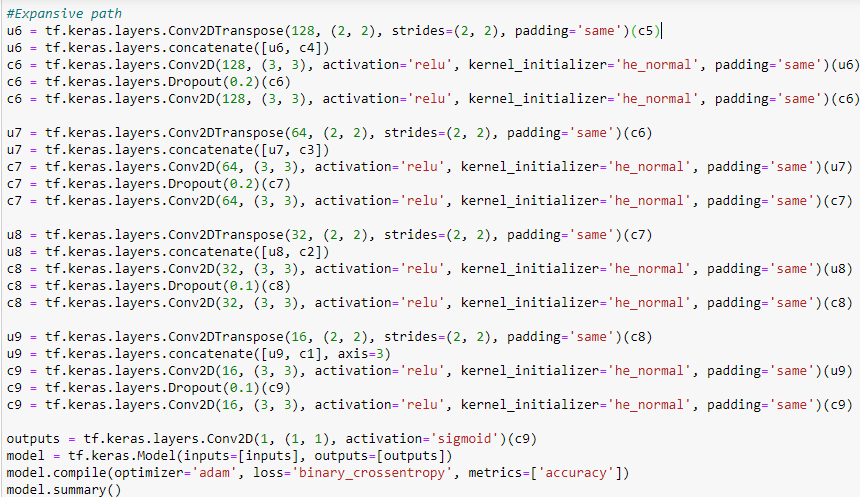 #Expansive path
u6 = tf.keras.layers.Conv2DTranspose(128, (2, 2), strides=(2, 2), padding='same')(c5)
u6 = tf.keras.layers.concatenate([u6, c4])
c6 = tf.keras.layers.Conv2D(128, (3, 3), activation='relu', kernel_initializer='he_normal', padding='same')(u6)
c6 = tf.keras.layers.Dropout(0.2)(c6)
c6 = tf.keras.layers.Conv2D(128, (3, 3), activation='relu', kernel_initializer='he_normal', padding='same')(c6)

u7 = tf.keras.layers.Conv2DTranspose(64, (2, 2), strides=(2, 2), padding='same')(c6)
u7 = tf.keras.layers.concatenate([u7, c3])
c7 = tf.keras.layers.Conv2D(64, (3, 3), activation='relu', kernel_initializer='he_normal', padding='same')(u7)
c7 = tf.keras.layers.Dropout(0.2)(c7)
c7 = tf.keras.layers.Conv2D(64, (3, 3), activation='relu', kernel_initializer='he_normal', padding='same')(c7)

u8 = tf.keras.layers.Conv2DTranspose(32, (2, 2), strides=(2, 2), padding='same')(c7)
u8 = tf.keras.layers.concatenate([u8, c2])
c8 = tf.keras.layers.Conv2D(32, (3, 3), activation='relu', kernel_initializer='he_normal', padding='same')(u8)
c8 = tf.keras.layers.Dropout(0.1)(c8)
c8 = tf.keras.layers.Conv2D(32, (3, 3), activation='relu', kernel_initializer='he_normal', padding='same')(c8)

u9 = tf.keras.layers.Conv2DTranspose(16, (2, 2), strides=(2, 2), padding='same')(c8)
u9 = tf.keras.layers.concatenate([u9, c1], axis=3)
c9 = tf.keras.layers.Conv2D(16, (3, 3), activation='relu', kernel_initializer='he_normal', padding='same')(u9)
c9 = tf.keras.layers.Dropout(0.1)(c9)
c9 = tf.keras.layers.Conv2D(16, (3, 3), activation='relu', kernel_initializer='he_normal', padding='same')(c9)

outputs = tf.keras.layers.Conv2D(1, (1, 1), activation='sigmoid')(c9)
model = tf.keras.Model(inputs=[inputs], outputs=[outputs])
model.compile(optimizer='adam', loss='binary_crossentropy', metrics=['accuracy'])
model.summary()